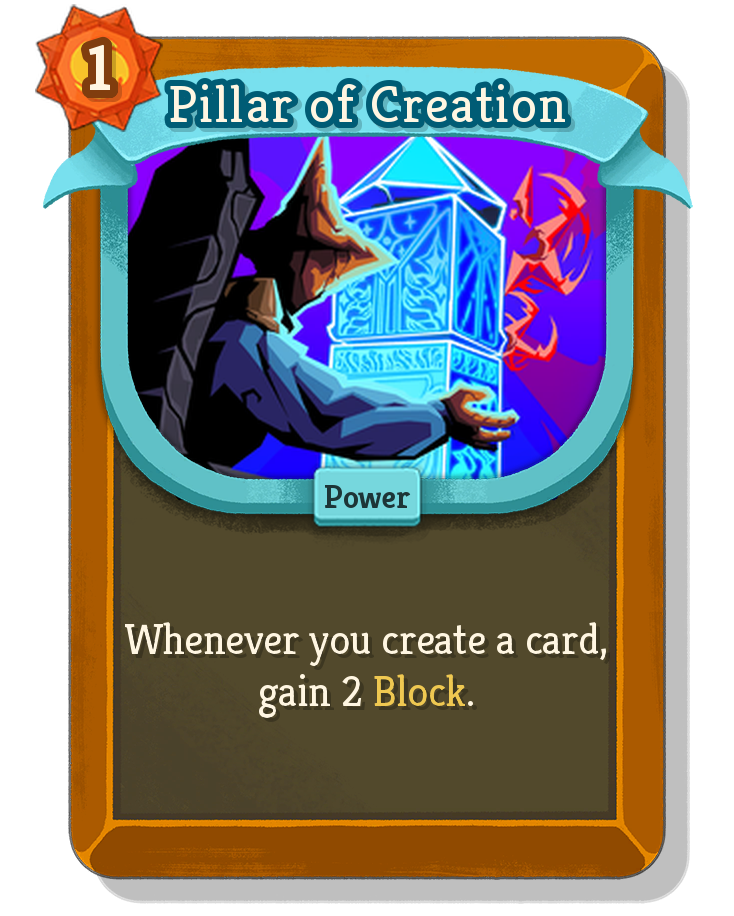 1
Pillar of Creation
Power
Whenever you create a card,
gain 2 Block.